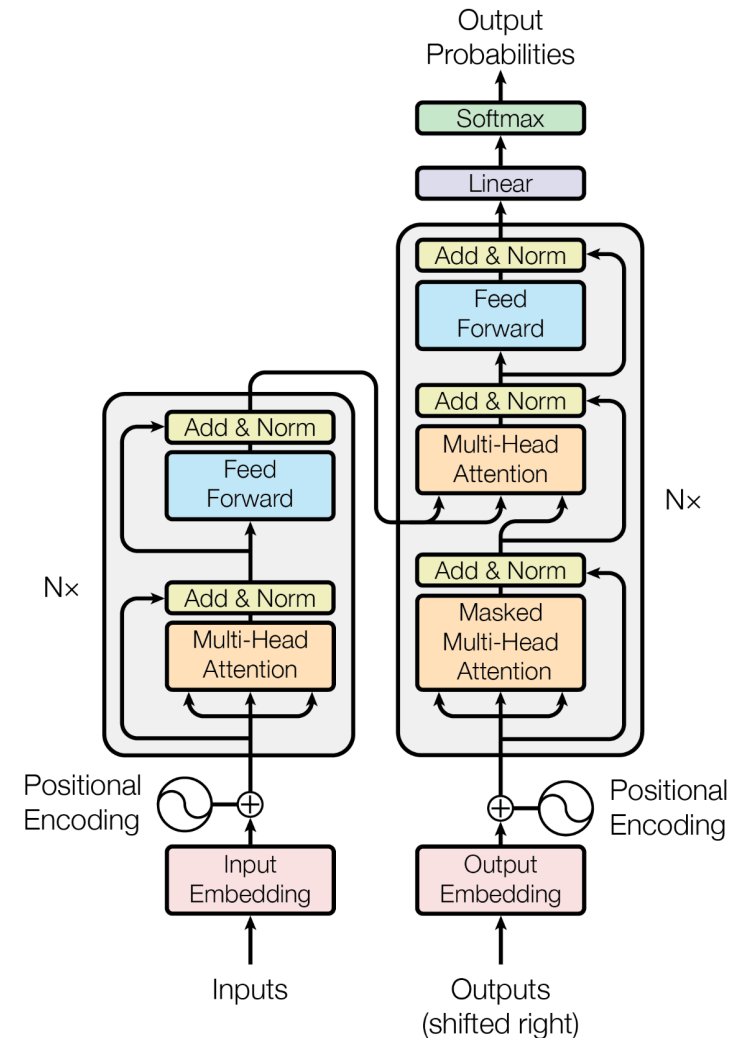 Output
Probabilities
Softmax
Linear
Add & Norm
Feed
Forward
Add & Norm
Multi-Head
Attention
Add & Norm
Masked
Multi-Head
Attention
Nx
Add & Norm
Feed
Forward
Add & Norm
Multi-Head
Attention
Nx
Positional
Encoding
Positional
Encoding
Input
Embedding
Output
Embedding
Inputs
Outputs
(shifted right)